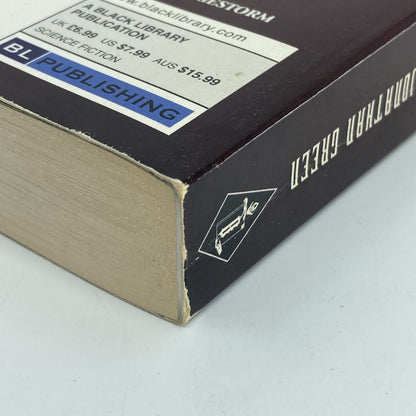 www.blacklibrary.com
A BLACK LIBRARY
PUBLICATION
UK £6.99 US $7.99 AUS $15.99
SCIENCE FICTION
BL PUBLISHING
JONATHAN GREEN